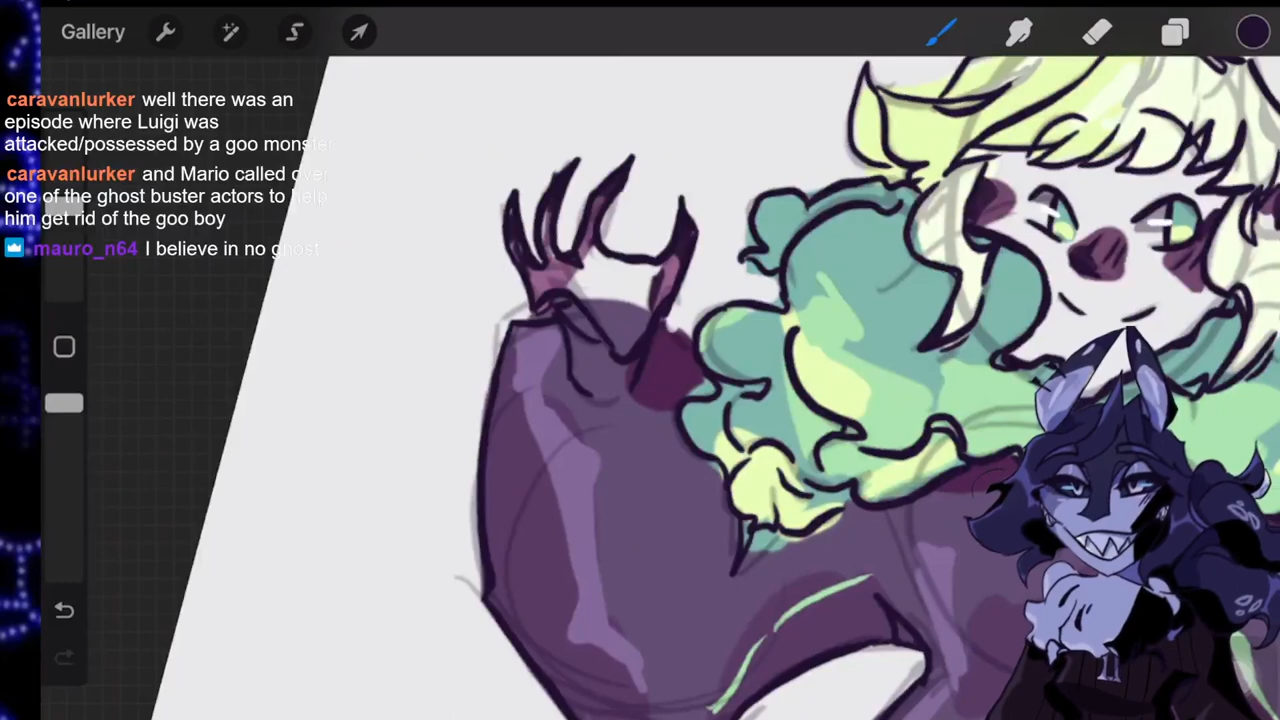 Gallery
caravanlurker well there was an
episode where Luigi was
attacked/possessed by a goo monster
caravanlurker and Mario called over
one of the ghost buster actors to help
him get rid of the goo boy
mauro_n64 I believe in no ghost